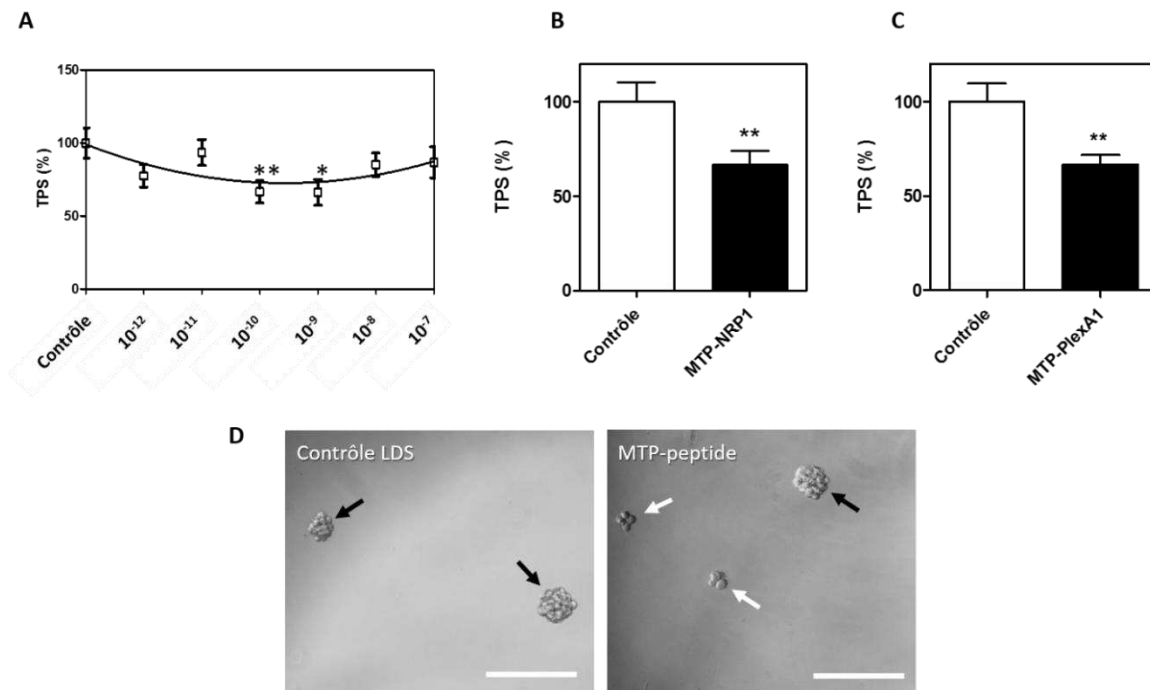 A
150
100
50
0
TPS (%)
**
*
Contrôle
10-12
10-11
10-10
10-9
10-8
10-7
B
100
50
0
TPS (%)
**
Contrôle
MTP-NRP1
C
100
50
0
TPS (%)
**
Contrôle
MTP-PlexA1
D
Contrôle LDS
MTP-peptide